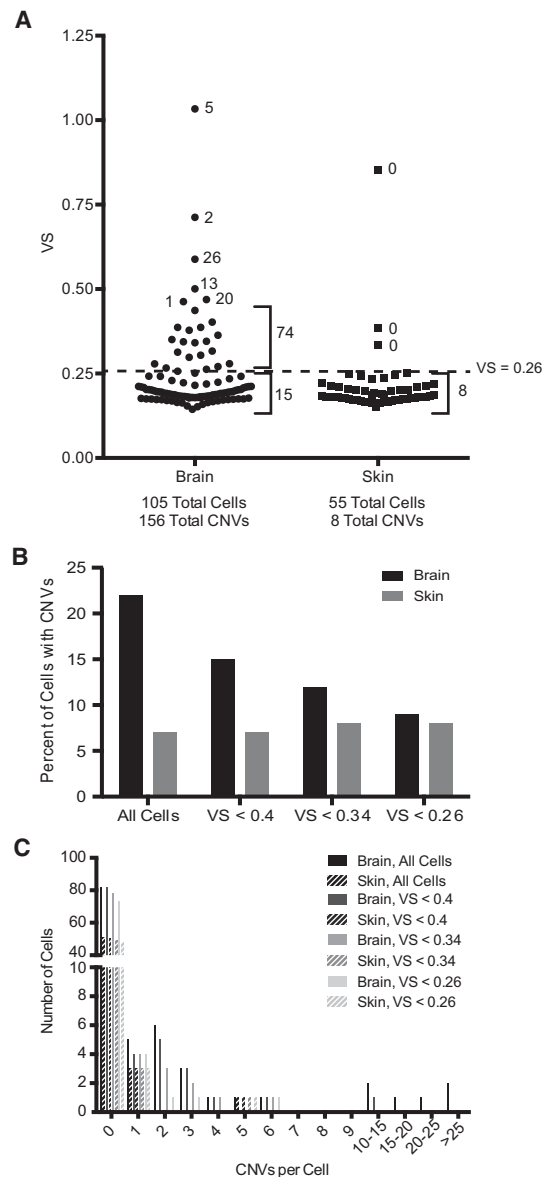 A
1.25
1.00
0.75
0.50
0.25
0.00
VS
5
2
26
13
1
20
74
15
0
0
0
8
VS = 0.26
Brain
Skin
105 Total Cells
156 Total CNVs
55 Total Cells
8 Total CNVs
B
25
20
15
10
5
0
Percent of Cells with CNVs
Brain
Skin
All Cells
VS < 0.4
VS < 0.34
VS < 0.26
C
100
80
60
40
10
8
6
4
2
0
Number of Cells
Brain, All Cells
Skin, All Cells
Brain, VS < 0.4
Skin, VS < 0.4
Brain, VS < 0.34
Skin, VS < 0.34
Brain, VS < 0.26
Skin, VS < 0.26
0
1
2
3
4
5
6
7
8
9
10-15
15-20
20-25
>25
CNVs per Cell